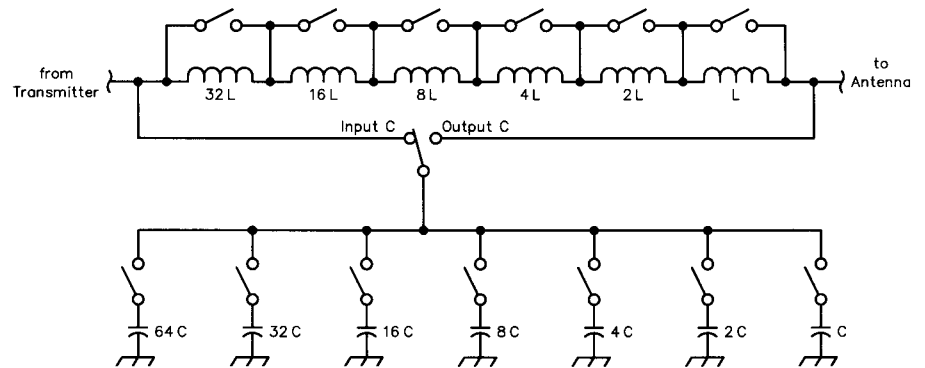 from
Transmitter
32L
16L
8L
4L
2L
L
to
Antenna
Input C
Output C
64C
32C
16C
8C
4C
2C
C